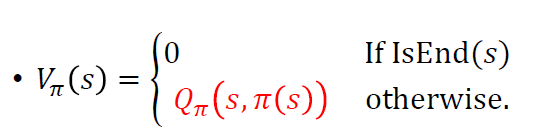 • V_π(s) = { 0 If IsEnd(s)
Q_π(s, π(s)) otherwise.